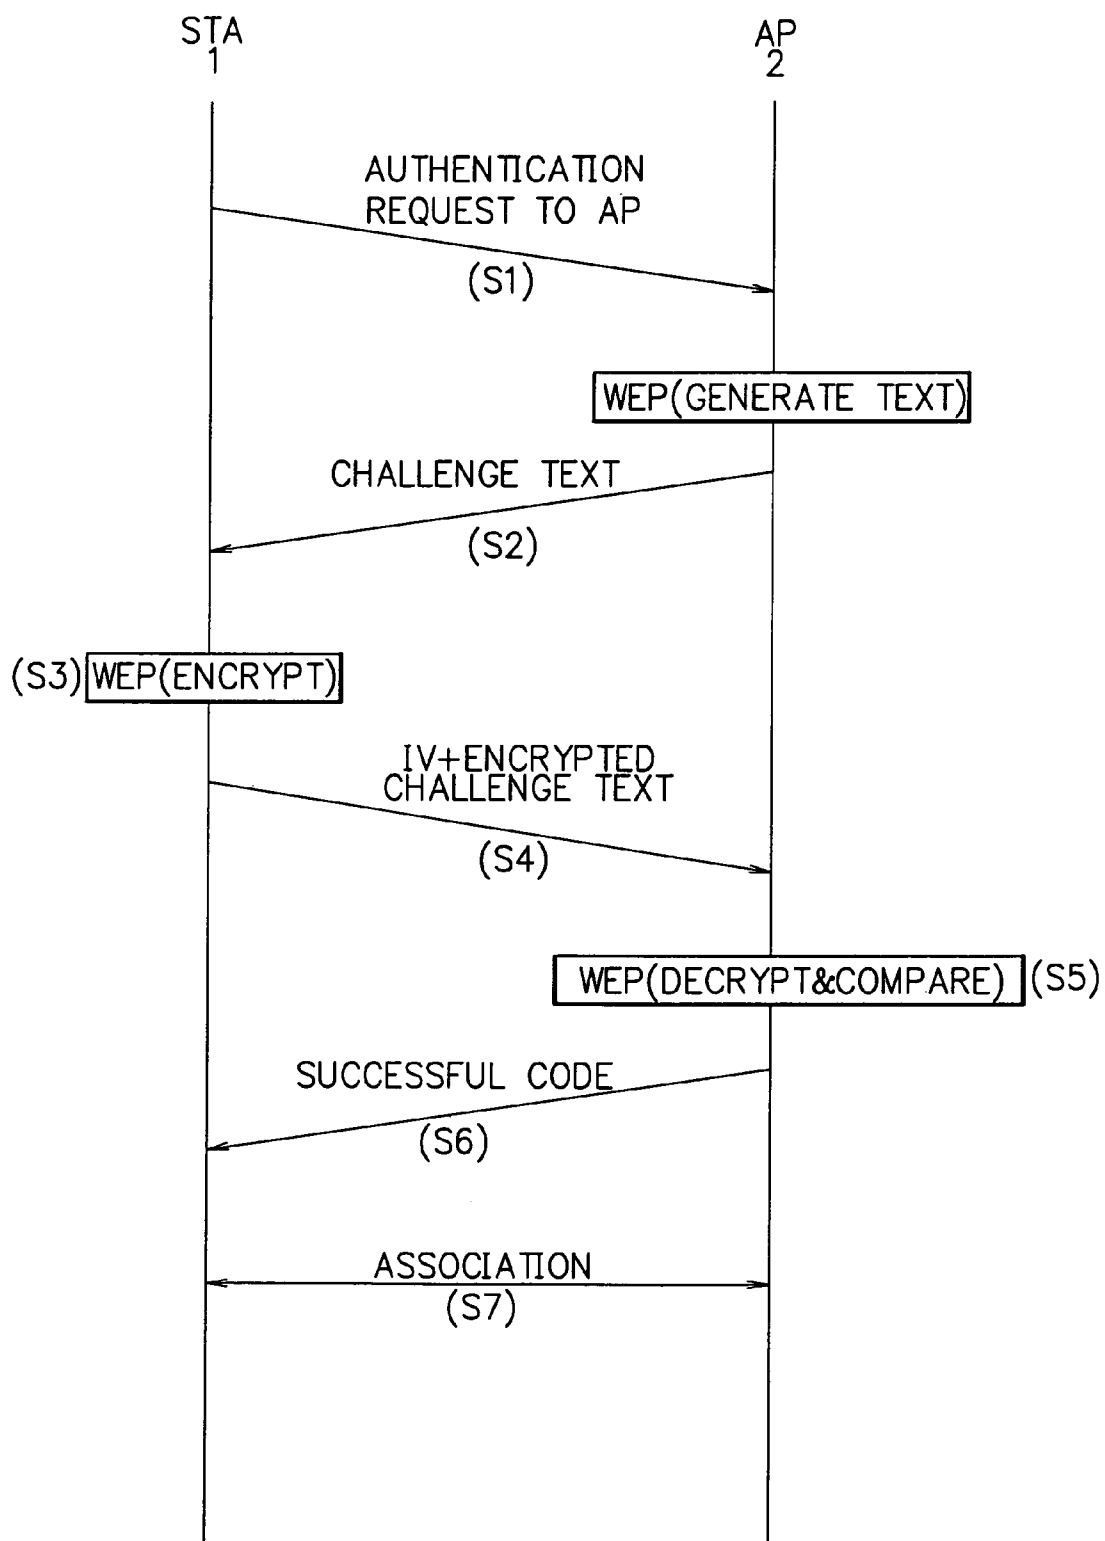 STA
1
AP
2
AUTHENTICATION
REQUEST TO AP
(S1)
WEP(GENERATE TEXT)
CHALLENGE TEXT
(S2)
(S3) WEP(ENCRYPT)
IV+ENCRYPTED
CHALLENGE TEXT
(S4)
WEP(DECRYPT&COMPARE) (S5)
SUCCESSFUL CODE
(S6)
ASSOCIATION
(S7)